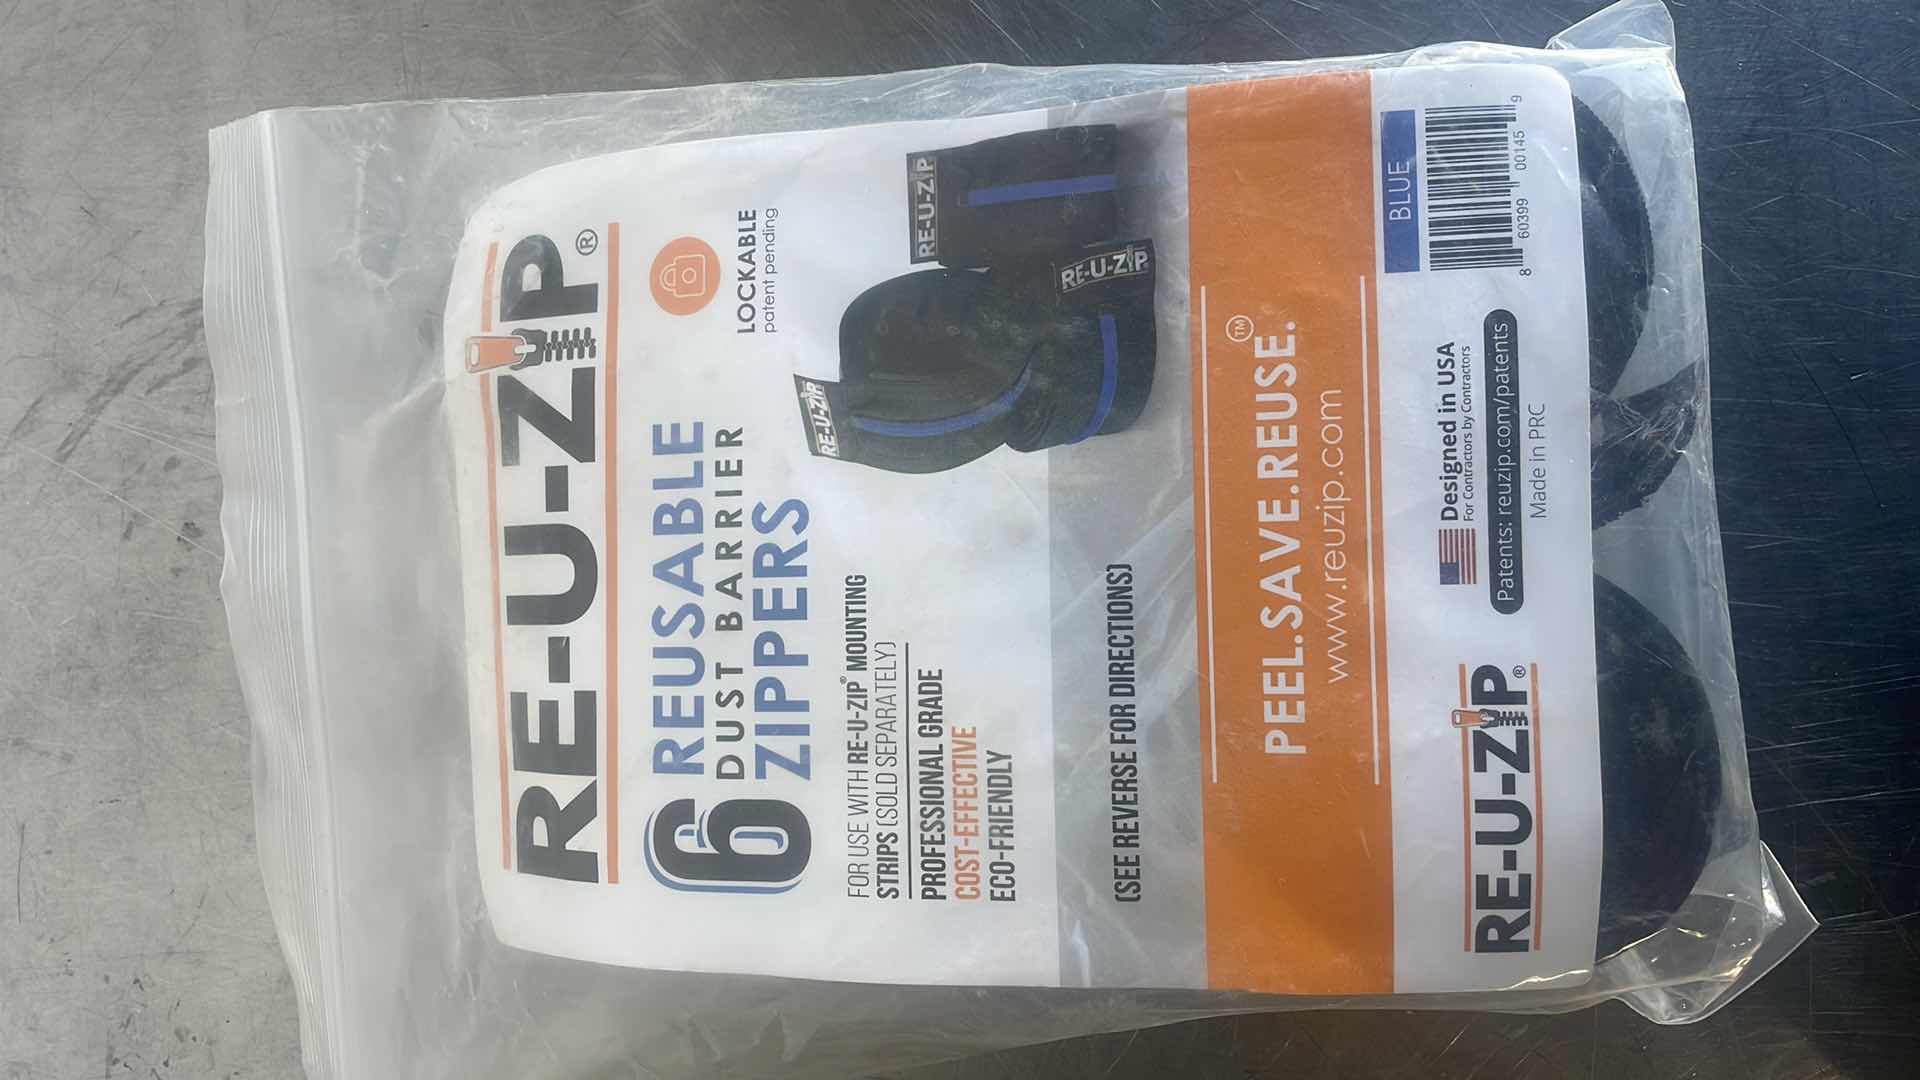 RE-U-ZIP®
6 REUSABLE
DUST BARRIER
ZIPPERS
LOCKABLE
patent pending
FOR USE WITH RE-U-ZIP® MOUNTING
STRIPS (SOLD SEPARATELY)
PROFESSIONAL GRADE
COST-EFFECTIVE
ECO-FRIENDLY
RE-U-ZIP
RE-U-ZIP
RE-U-ZIP
(SEE REVERSE FOR DIRECTIONS)
PEEL.SAVE.REUSE.™
www.reuzip.com
RE-U-ZIP®
Designed in USA
For Contractors by Contractors
Patents: reuzip.com/patents
Made in PRC
BLUE
8 60399 00145 9